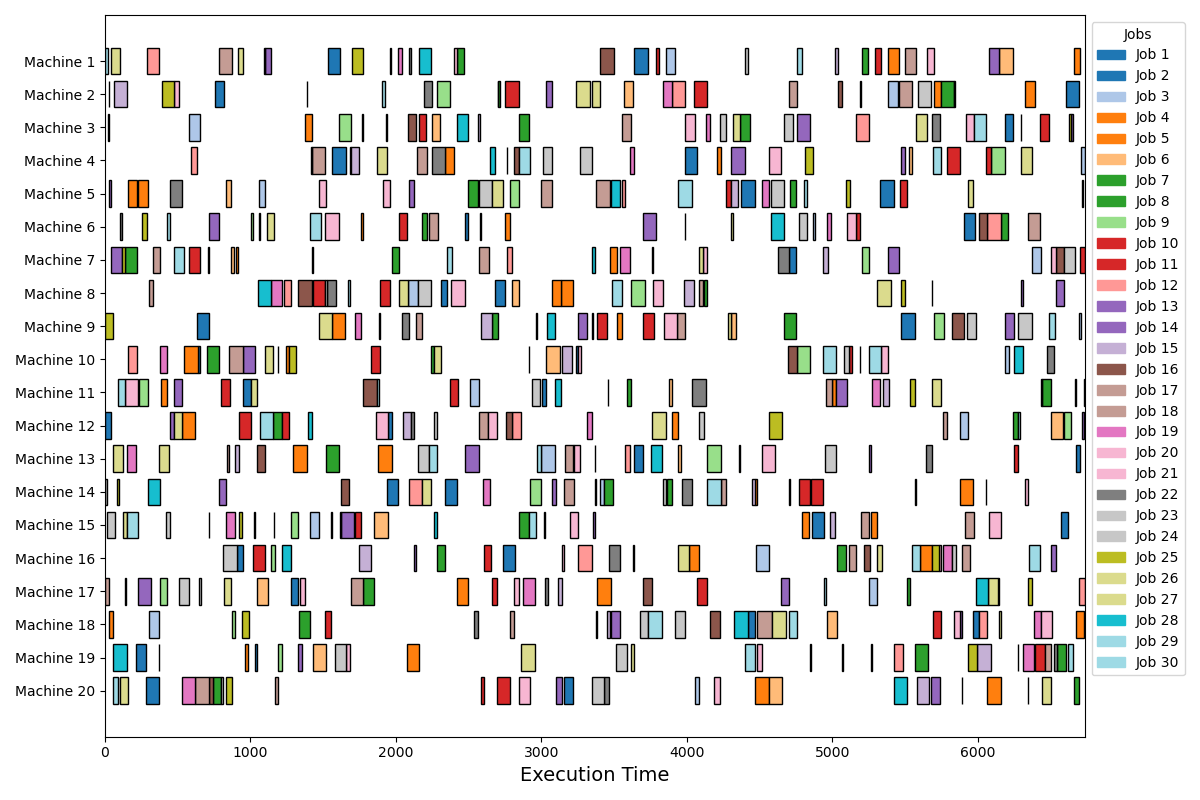 Machine 1
Machine 2
Machine 3
Machine 4
Machine 5
Machine 6
Machine 7
Machine 8
Machine 9
Machine 10
Machine 11
Machine 12
Machine 13
Machine 14
Machine 15
Machine 16
Machine 17
Machine 18
Machine 19
Machine 20
0 1000 2000 3000 4000 5000 6000
Execution Time
Jobs
Job 1
Job 2
Job 3
Job 4
Job 5
Job 6
Job 7
Job 8
Job 9
Job 10
Job 11
Job 12
Job 13
Job 14
Job 15
Job 16
Job 17
Job 18
Job 19
Job 20
Job 21
Job 22
Job 23
Job 24
Job 25
Job 26
Job 27
Job 28
Job 29
Job 30